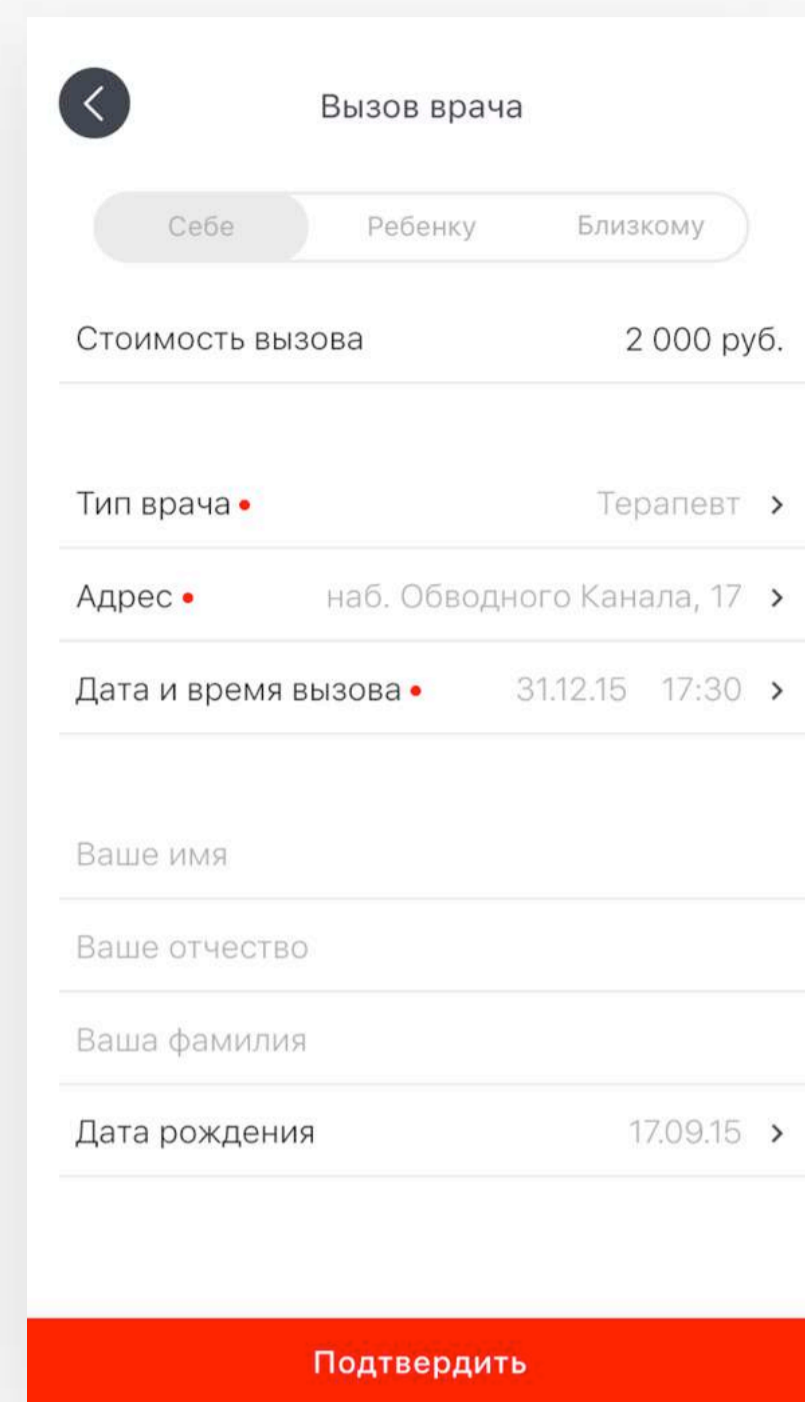 Вызов врача
Себе Ребенку Близкому
Стоимость вызова 2 000 руб.
Тип врача Терапевт
Адрес наб. Обводного Канала, 17
Дата и время вызова 31.12.15 17:30
Ваше имя
Ваше отчество
Ваша фамилия
Дата рождения 17.09.15
Подтвердить